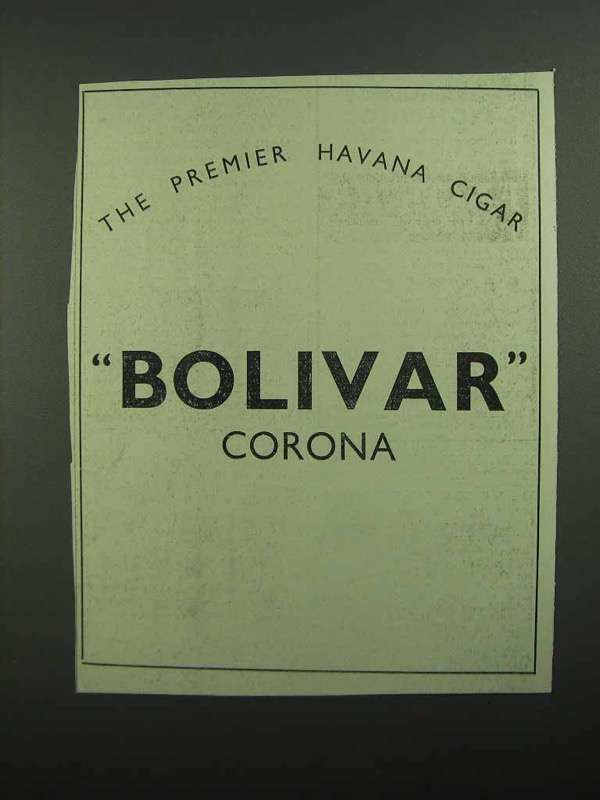 THE PREMIER HAVANA CIGAR
“BOLIVAR”
CORONA